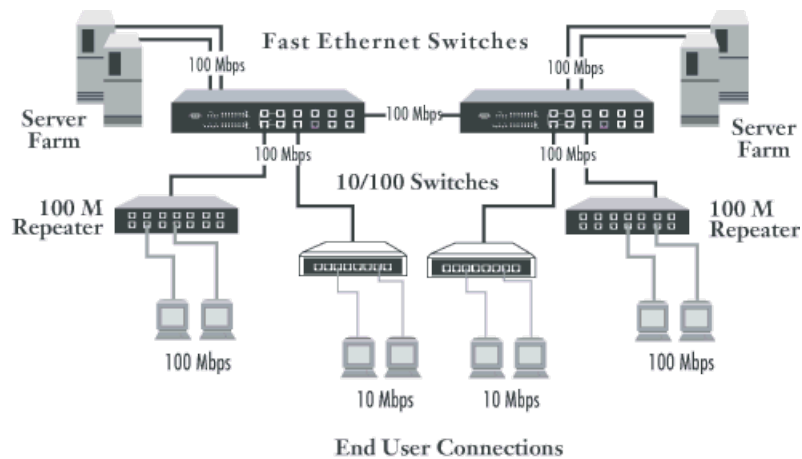 Fast Ethernet Switches
100 Mbps
100 Mbps
Server
Farm
Server
Farm
100 Mbps
100 Mbps
100 Mbps
10/100 Switches
100 M
Repeater
100 M
Repeater
100 Mbps
100 Mbps
10 Mbps
10 Mbps
End User Connections